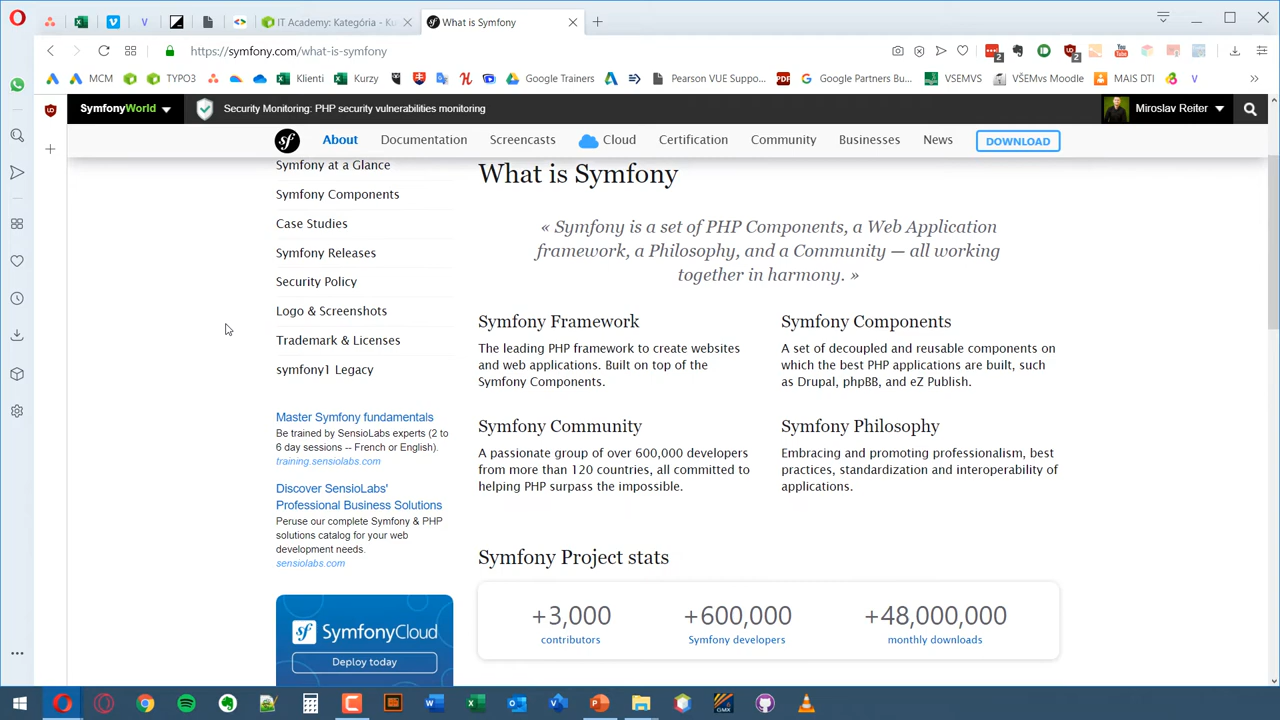 IT Academy: Kategória - Ku
What is Symfony
https://symfony.com/what-is-symfony
MCM
TYPO3
Klienti
Kurzy
Google Trainers
Pearson VUE Suppo...
Google Partners Bu...
VSEMVS
VŠEMvs Moodle
MAIS DTI
SymfonyWorld
Security Monitoring: PHP security vulnerabilities monitoring
Miroslav Reiter
About
Documentation
Screencasts
Cloud
Certification
Community
Businesses
News
DOWNLOAD
Symfony at a Glance
Symfony Components
Case Studies
Symfony Releases
Security Policy
Logo & Screenshots
Trademark & Licenses
symfony1 Legacy
Master Symfony fundamentals
Be trained by SensioLabs experts (2 to
6 day sessions -- French or English).
training.sensiolabs.com
Discover SensioLabs'
Professional Business Solutions
Peruse our complete Symfony & PHP
solutions catalog for your web
development needs.
sensiolabs.com
SymfonyCloud
Deploy today
What is Symfony
« Symfony is a set of PHP Components, a Web Application
framework, a Philosophy, and a Community — all working
together in harmony. »
Symfony Framework
The leading PHP framework to create websites
and web applications. Built on top of the
Symfony Components.
Symfony Components
A set of decoupled and reusable components on
which the best PHP applications are built, such
as Drupal, phpBB, and eZ Publish.
Symfony Community
A passionate group of over 600,000 developers
from more than 120 countries, all committed to
helping PHP surpass the impossible.
Symfony Philosophy
Embracing and promoting professionalism, best
practices, standardization and interoperability of
applications.
Symfony Project stats
+3,000
contributors
+600,000
Symfony developers
+48,000,000
monthly downloads